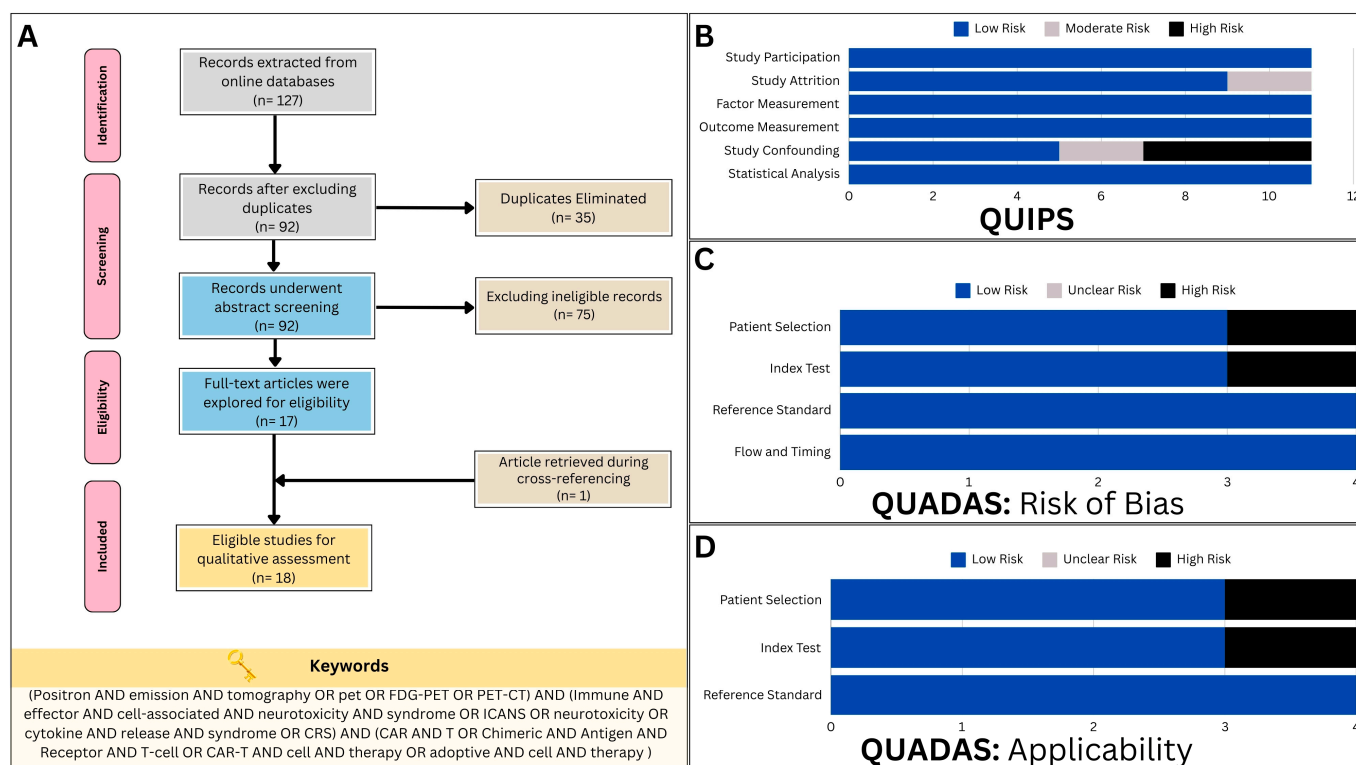 A
Identification
Records extracted from
online databases
(n= 127)
Screening
Records after excluding
duplicates
(n= 92)
Duplicates Eliminated
(n= 35)
Records underwent
abstract screening
(n= 92)
Excluding ineligible records
(n= 75)
Eligibility
Full-text articles were
explored for eligibility
(n= 17)
Article retrieved during
cross-referencing
(n= 1)
Included
Eligible studies for
qualitative assessment
(n= 18)
Keywords
(Positron AND emission AND tomography OR pet OR FDG-PET OR PET-CT) AND (Immune AND
effector AND cell-associated AND neurotoxicity AND syndrome OR ICANS OR neurotoxicity OR
cytokine AND release AND syndrome OR CRS) AND (CAR AND T OR Chimeric AND Antigen AND
Receptor AND T-cell OR CAR-T AND cell AND therapy OR adoptive AND cell AND therapy )
B
Low Risk Moderate Risk High Risk
Study Participation
Study Attrition
Factor Measurement
Outcome Measurement
Study Confounding
Statistical Analysis
0 2 4 6 8 10 12
QUIPS
C
Low Risk Unclear Risk High Risk
Patient Selection
Index Test
Reference Standard
Flow and Timing
0 1 2 3 4
QUADAS: Risk of Bias
D
Low Risk Unclear Risk High Risk
Patient Selection
Index Test
Reference Standard
0 1 2 3 4
QUADAS: Applicability